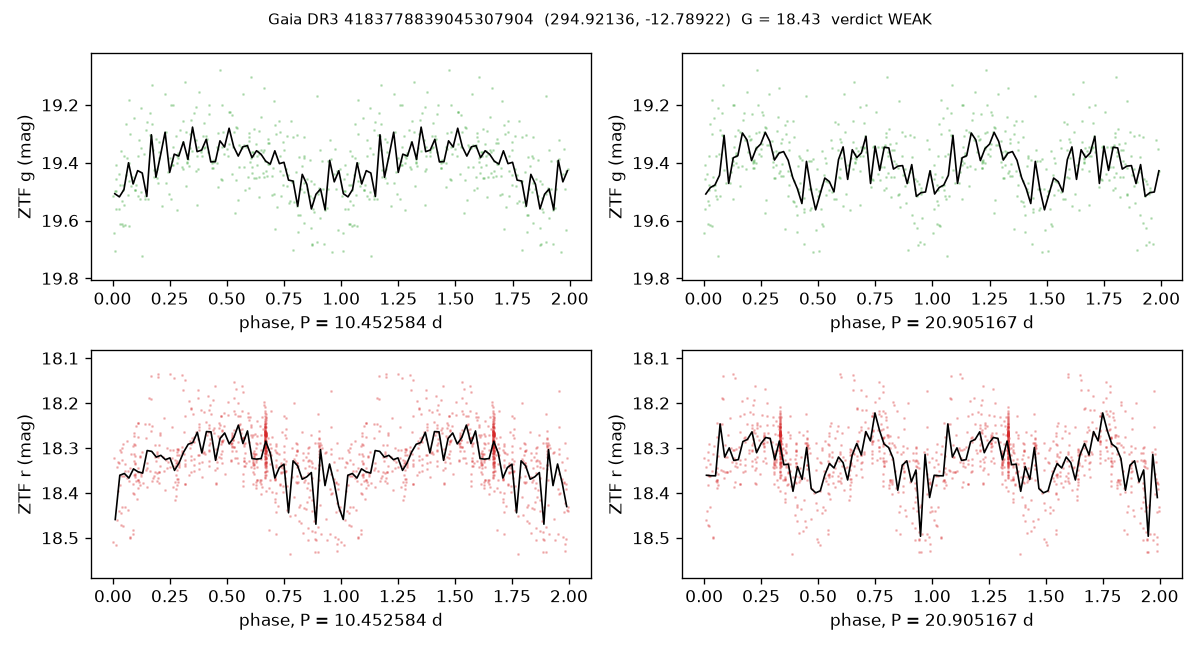 Gaia DR3 4183778839045307904  (294.92136, -12.78922)  G = 18.43  verdict WEAK
19.2
19.4
19.6
19.8
ZTF g (mag)
0.00 0.25 0.50 0.75 1.00 1.25 1.50 1.75 2.00
phase, P = 10.452584 d
19.2
19.4
19.6
19.8
ZTF g (mag)
0.00 0.25 0.50 0.75 1.00 1.25 1.50 1.75 2.00
phase, P = 20.905167 d
18.1
18.2
18.3
18.4
18.5
ZTF r (mag)
0.00 0.25 0.50 0.75 1.00 1.25 1.50 1.75 2.00
phase, P = 10.452584 d
18.1
18.2
18.3
18.4
18.5
ZTF r (mag)
0.00 0.25 0.50 0.75 1.00 1.25 1.50 1.75 2.00
phase, P = 20.905167 d